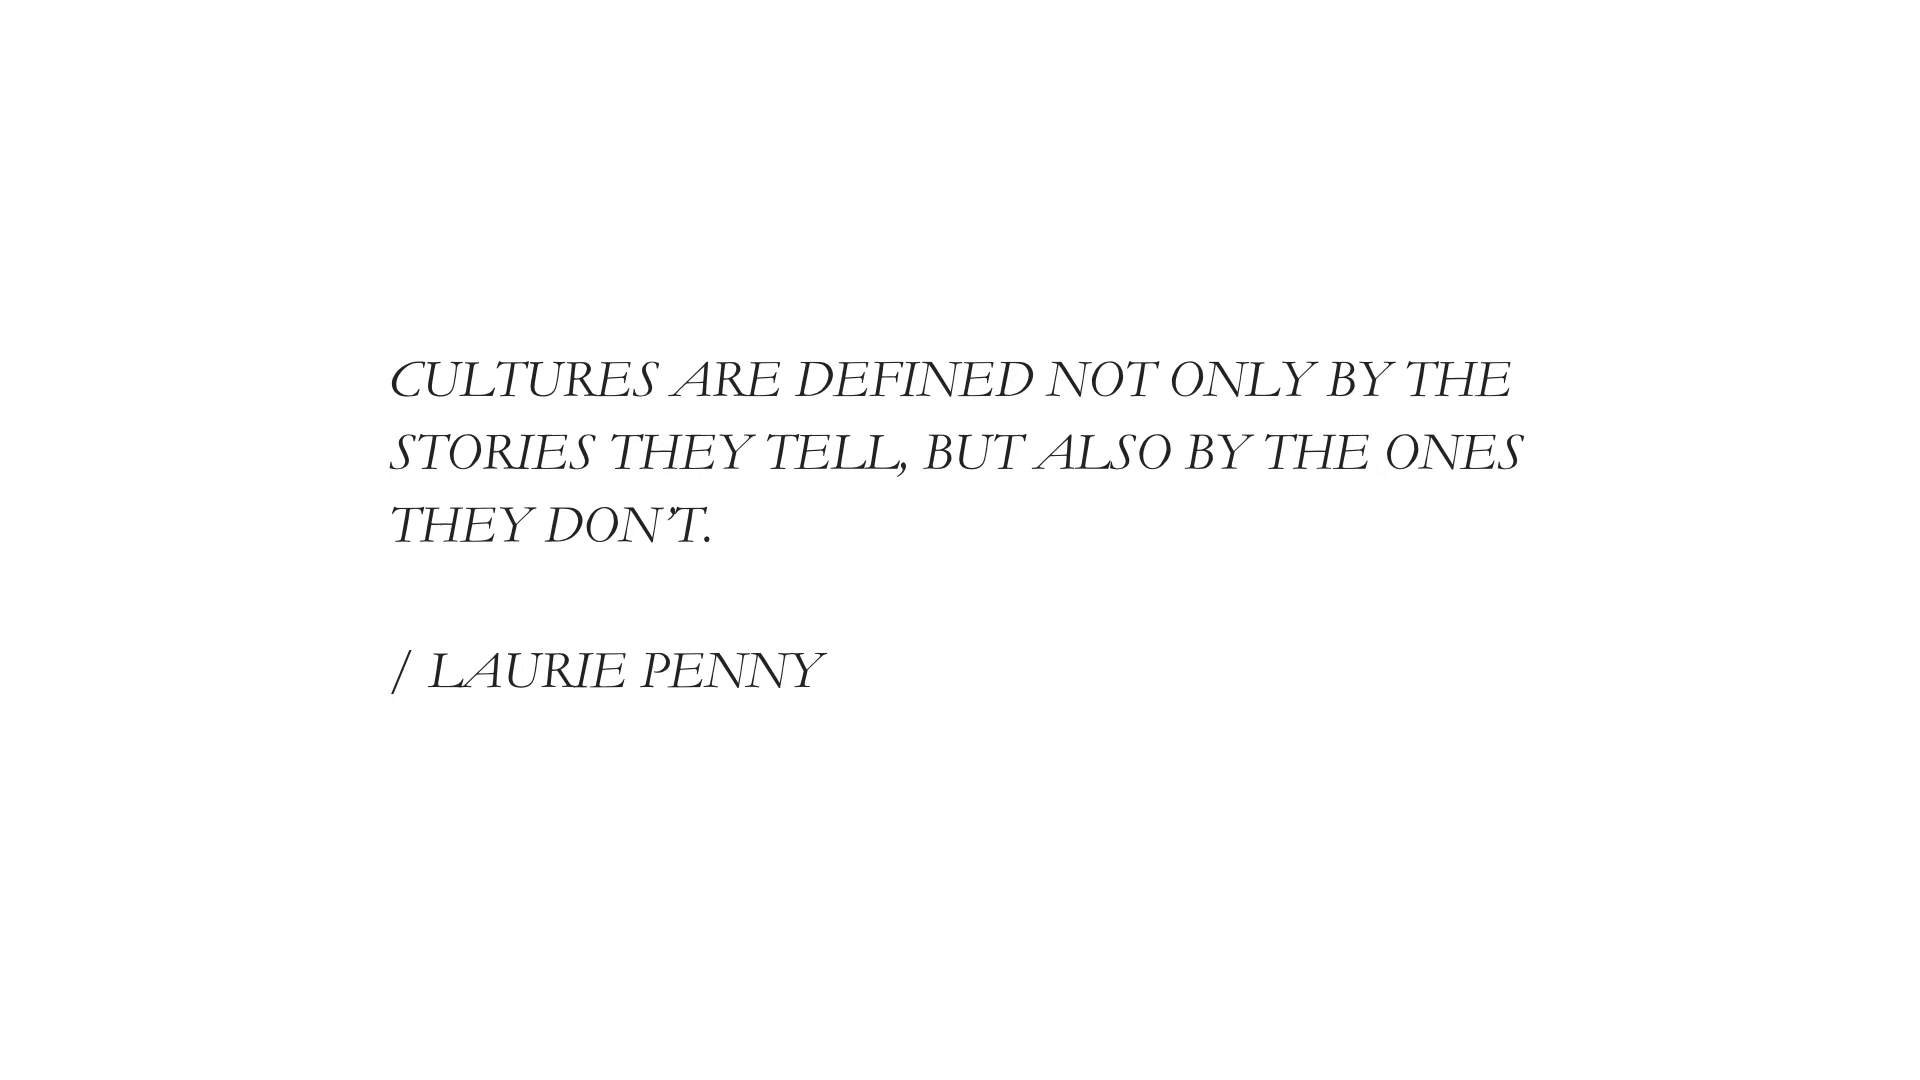 CULTURES ARE DEFINED NOT ONLY BY THE
STORIES THEY TELL, BUT ALSO BY THE ONES
THEY DON'T.
/ LAURIE PENNY